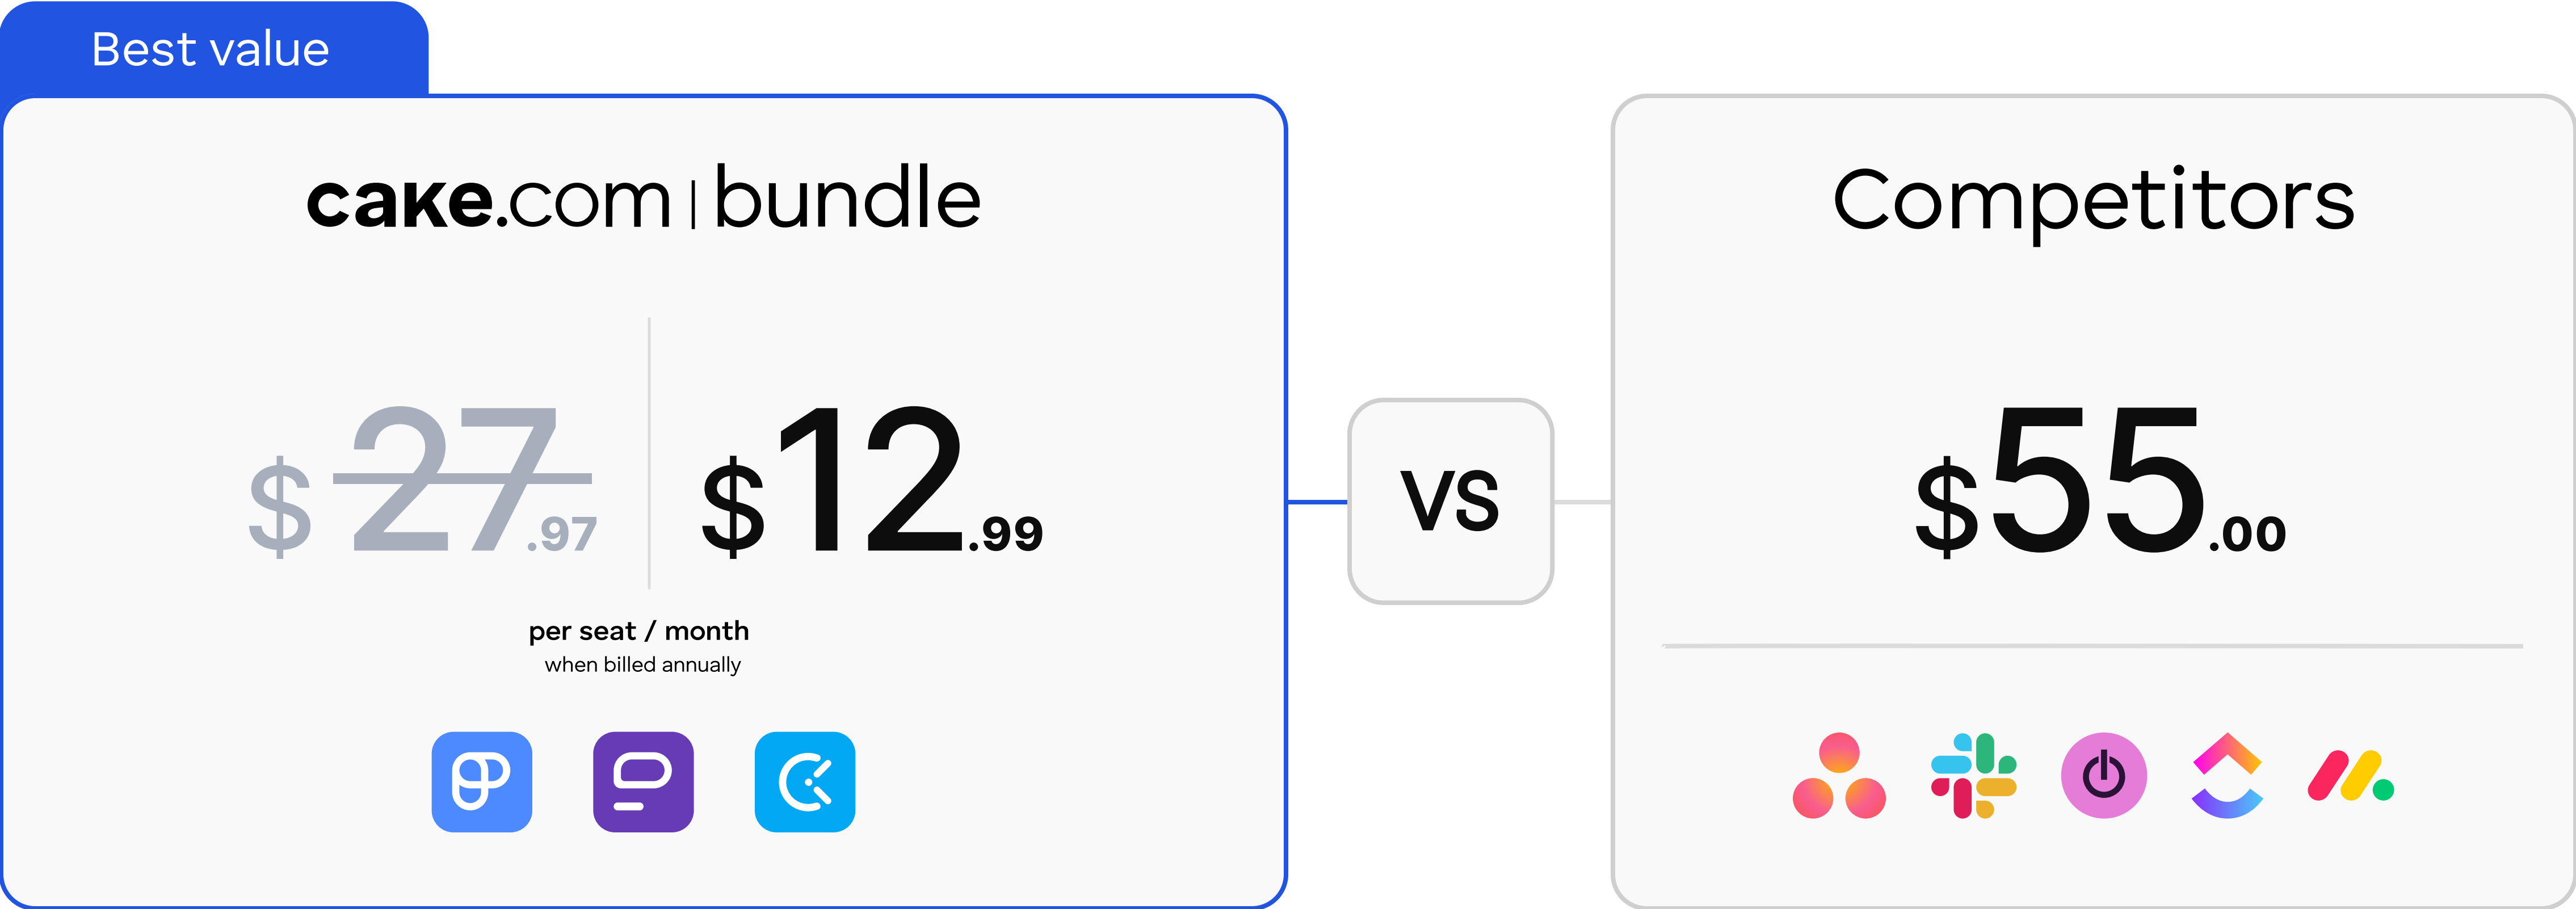 Best value
cake.com | bundle
$27.97
$12.99
per seat / month
when billed annually
VS
Competitors
$55.00